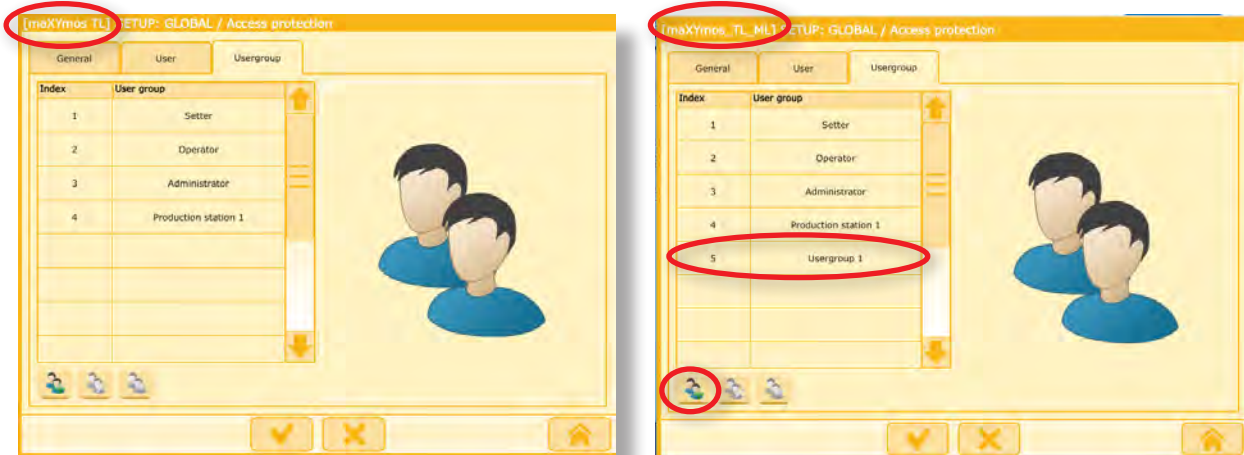 [maXYmos TL] SETUP: GLOBAL / Access protection
General User Usergroup
Index User group
1 Setter
2 Operator
3 Administrator
4 Production station 1
[maXYmos_TL_ML] SETUP: GLOBAL / Access protection
General User Usergroup
Index User group
1 Setter
2 Operator
3 Administrator
4 Production station 1
5 Usergroup 1